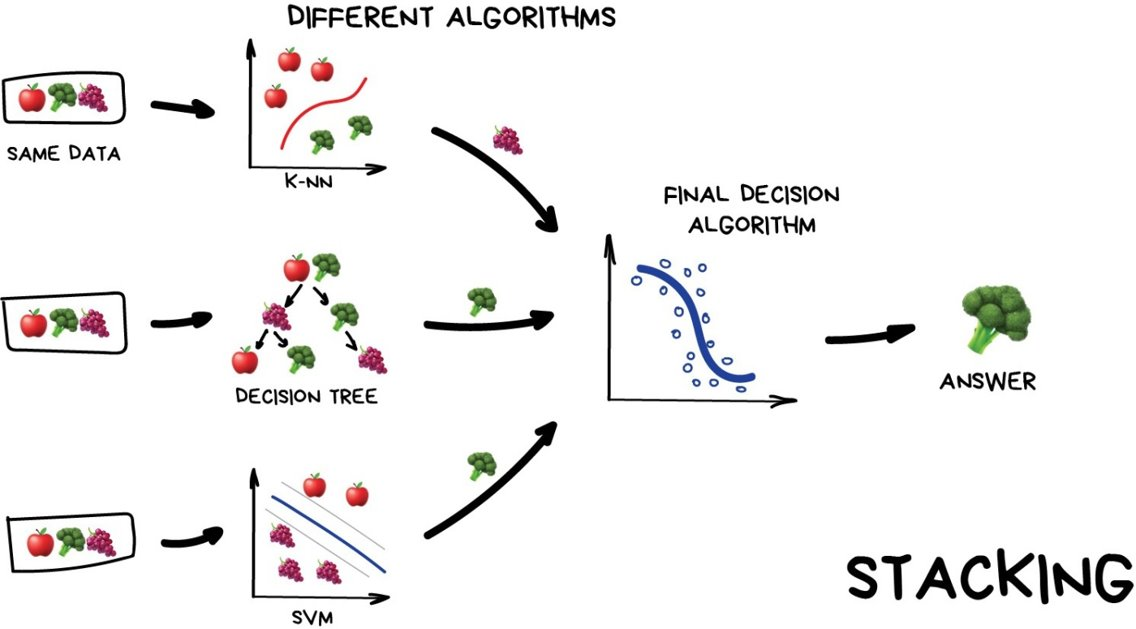 DIFFERENT ALGORITHMS
SAME DATA
K-NN
FINAL DECISION
ALGORITHM
DECISION TREE
ANSWER
SVM
STACKING